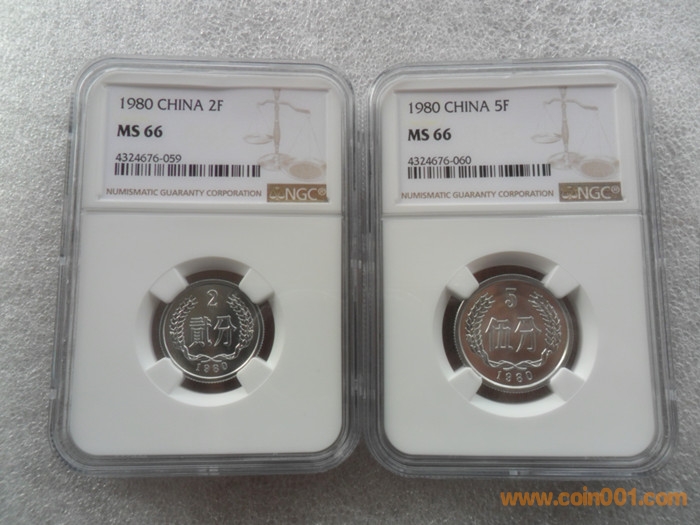 1980 CHINA 2F
MS 66
4324676-059
NUMISMATIC GUARANTY CORPORATION
NGC®
2
貳分
1980
1980 CHINA 5F
MS 66
4324676-060
NUMISMATIC GUARANTY CORPORATION
NGC®
5
伍分
1980
www.coin001.com